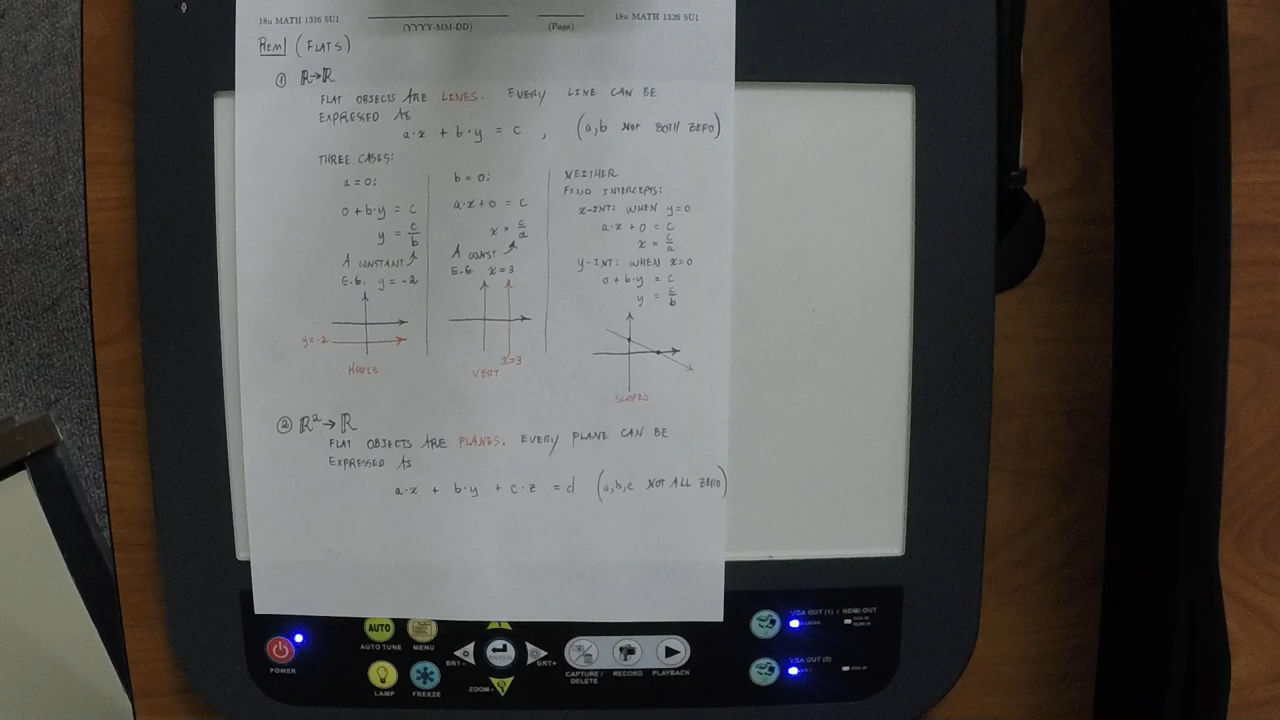 18u MATH 1326 5U1
(YYYY-MM-DD)
(Page)
18u MATH 1326 5U1
REM (FLATS)
① ℝ→ℝ
FLAT OBJECTS ARE LINES. EVERY LINE CAN BE
EXPRESSED AS
a·x + b·y = c , (a,b NOT BOTH ZERO)
THREE CASES:
a = 0:
0 + b·y = c
y = c/b
A CONSTANT
E.G. y = -2
y=-2
HORIZ
b = 0:
a·x + 0 = c
x = c/a
A CONST
E.G. x = 3
x=3
VERT
NEITHER
FIND INTERCEPTS:
x-INT: WHEN y=0
a·x + 0 = c
x = c/a
y-INT: WHEN x=0
0 + b·y = c
y = c/b
SLOPED
② ℝ² → ℝ
FLAT OBJECTS ARE PLANES. EVERY PLANE CAN BE
EXPRESSED AS
a·x + b·y + c·z = d (a,b,c NOT ALL ZERO)
POWER
AUTO
AUTO TUNE
MENU
LAMP
FREEZE
BRT-
BRT+
ZOOM-
CAPTURE /
DELETE
RECORD
PLAYBACK
VGA OUT (1) / HDMI OUT
VGA OUT (2)